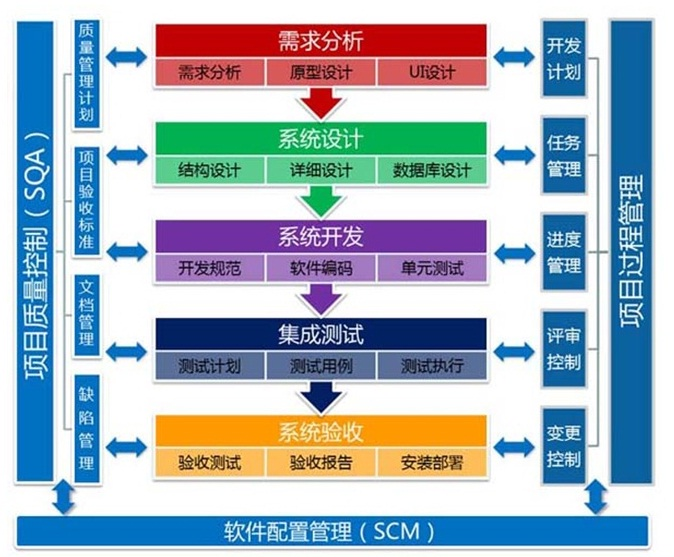 项目质量控制（SQA）
质量管理计划
项目验收标准
文档管理
缺陷管理
需求分析
需求分析 原型设计 UI设计
系统设计
结构设计 详细设计 数据库设计
系统开发
开发规范 软件编码 单元测试
集成测试
测试计划 测试用例 测试执行
系统验收
验收测试 验收报告 安装部署
开发
计划
任务
管理
进度
管理
评审
控制
变更
控制
项目过程管理
软件配置管理（SCM）